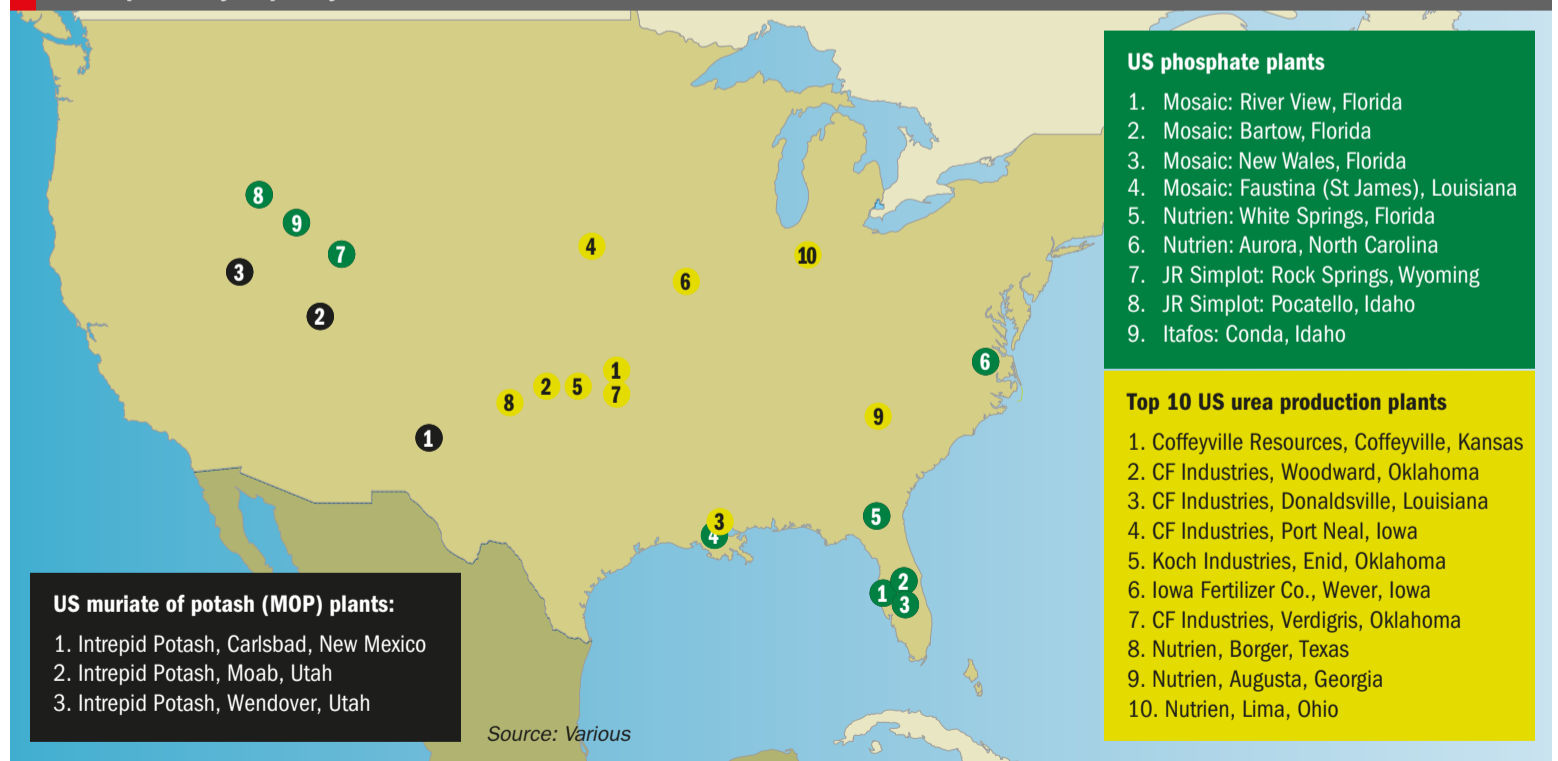 US phosphate plants
1. Mosaic: River View, Florida
2. Mosaic: Bartow, Florida
3. Mosaic: New Wales, Florida
4. Mosaic: Faustina (St James), Louisiana
5. Nutrien: White Springs, Florida
6. Nutrien: Aurora, North Carolina
7. JR Simplot: Rock Springs, Wyoming
8. JR Simplot: Pocatello, Idaho
9. Itafos: Conda, Idaho
Top 10 US urea production plants
1. Coffeyville Resources, Coffeyville, Kansas
2. CF Industries, Woodward, Oklahoma
3. CF Industries, Donaldsville, Louisiana
4. CF Industries, Port Neal, Iowa
5. Koch Industries, Enid, Oklahoma
6. Iowa Fertilizer Co., Wever, Iowa
7. CF Industries, Verdigris, Oklahoma
8. Nutrien, Borger, Texas
9. Nutrien, Augusta, Georgia
10. Nutrien, Lima, Ohio
US muriate of potash (MOP) plants:
1. Intrepid Potash, Carlsbad, New Mexico
2. Intrepid Potash, Moab, Utah
3. Intrepid Potash, Wendover, Utah
Source: Various
8
9
7
3
2
1
4
6
10
1
2
5
7
8
9
6
3
4
5
2
1
3